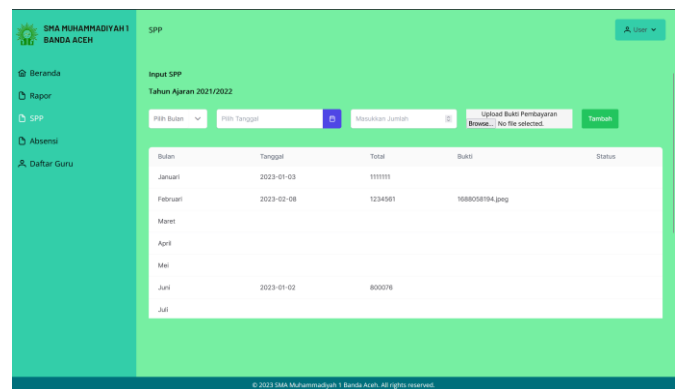 SMA MUHAMMADIYAH 1
BANDA ACEH
SPP
User
Beranda
Rapor
SPP
Absensi
Daftar Guru
Input SPP
Tahun Ajaran 2021/2022
Pilih Bulan
Pilih Tanggal
Masukkan Jumlah
Upload Bukti Pembayaran
Browse... No file selected.
Tambah
Bulan Tanggal Total Bukti Status
Januari 2023-01-03 1111111
Februari 2023-02-08 1234561 1688058194.jpeg
Maret
April
Mei
Juni 2023-01-02 800076
Juli
© 2023 SMA Muhammadiyah 1 Banda Aceh. All rights reserved.